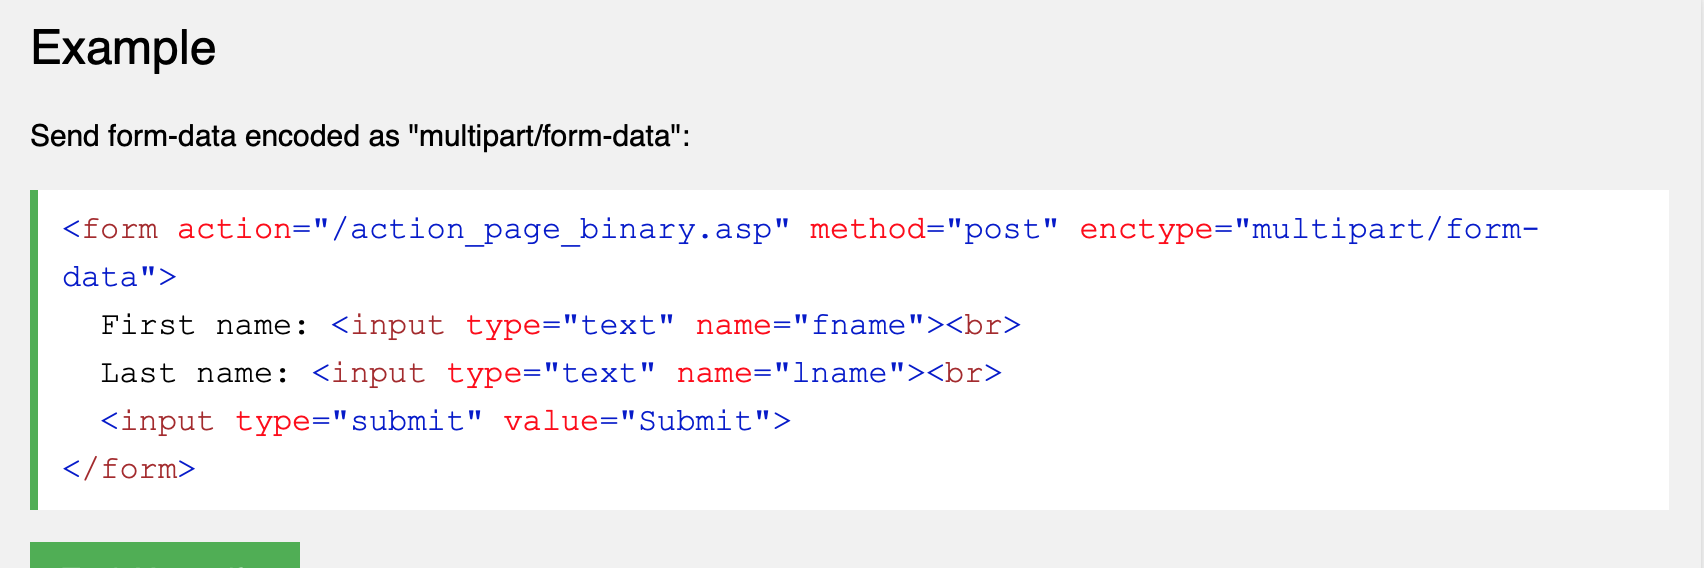 Example
Send form-data encoded as "multipart/form-data":
<form action="/action_page_binary.asp" method="post" enctype="multipart/form-
data">
  First name: <input type="text" name="fname"><br>
  Last name: <input type="text" name="lname"><br>
  <input type="submit" value="Submit">
</form>